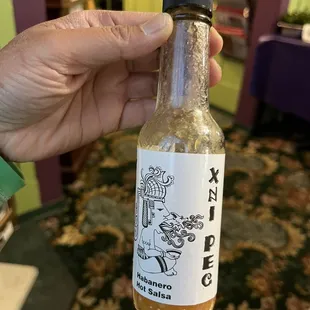 XNI PEC
Habanero
Hot Salsa